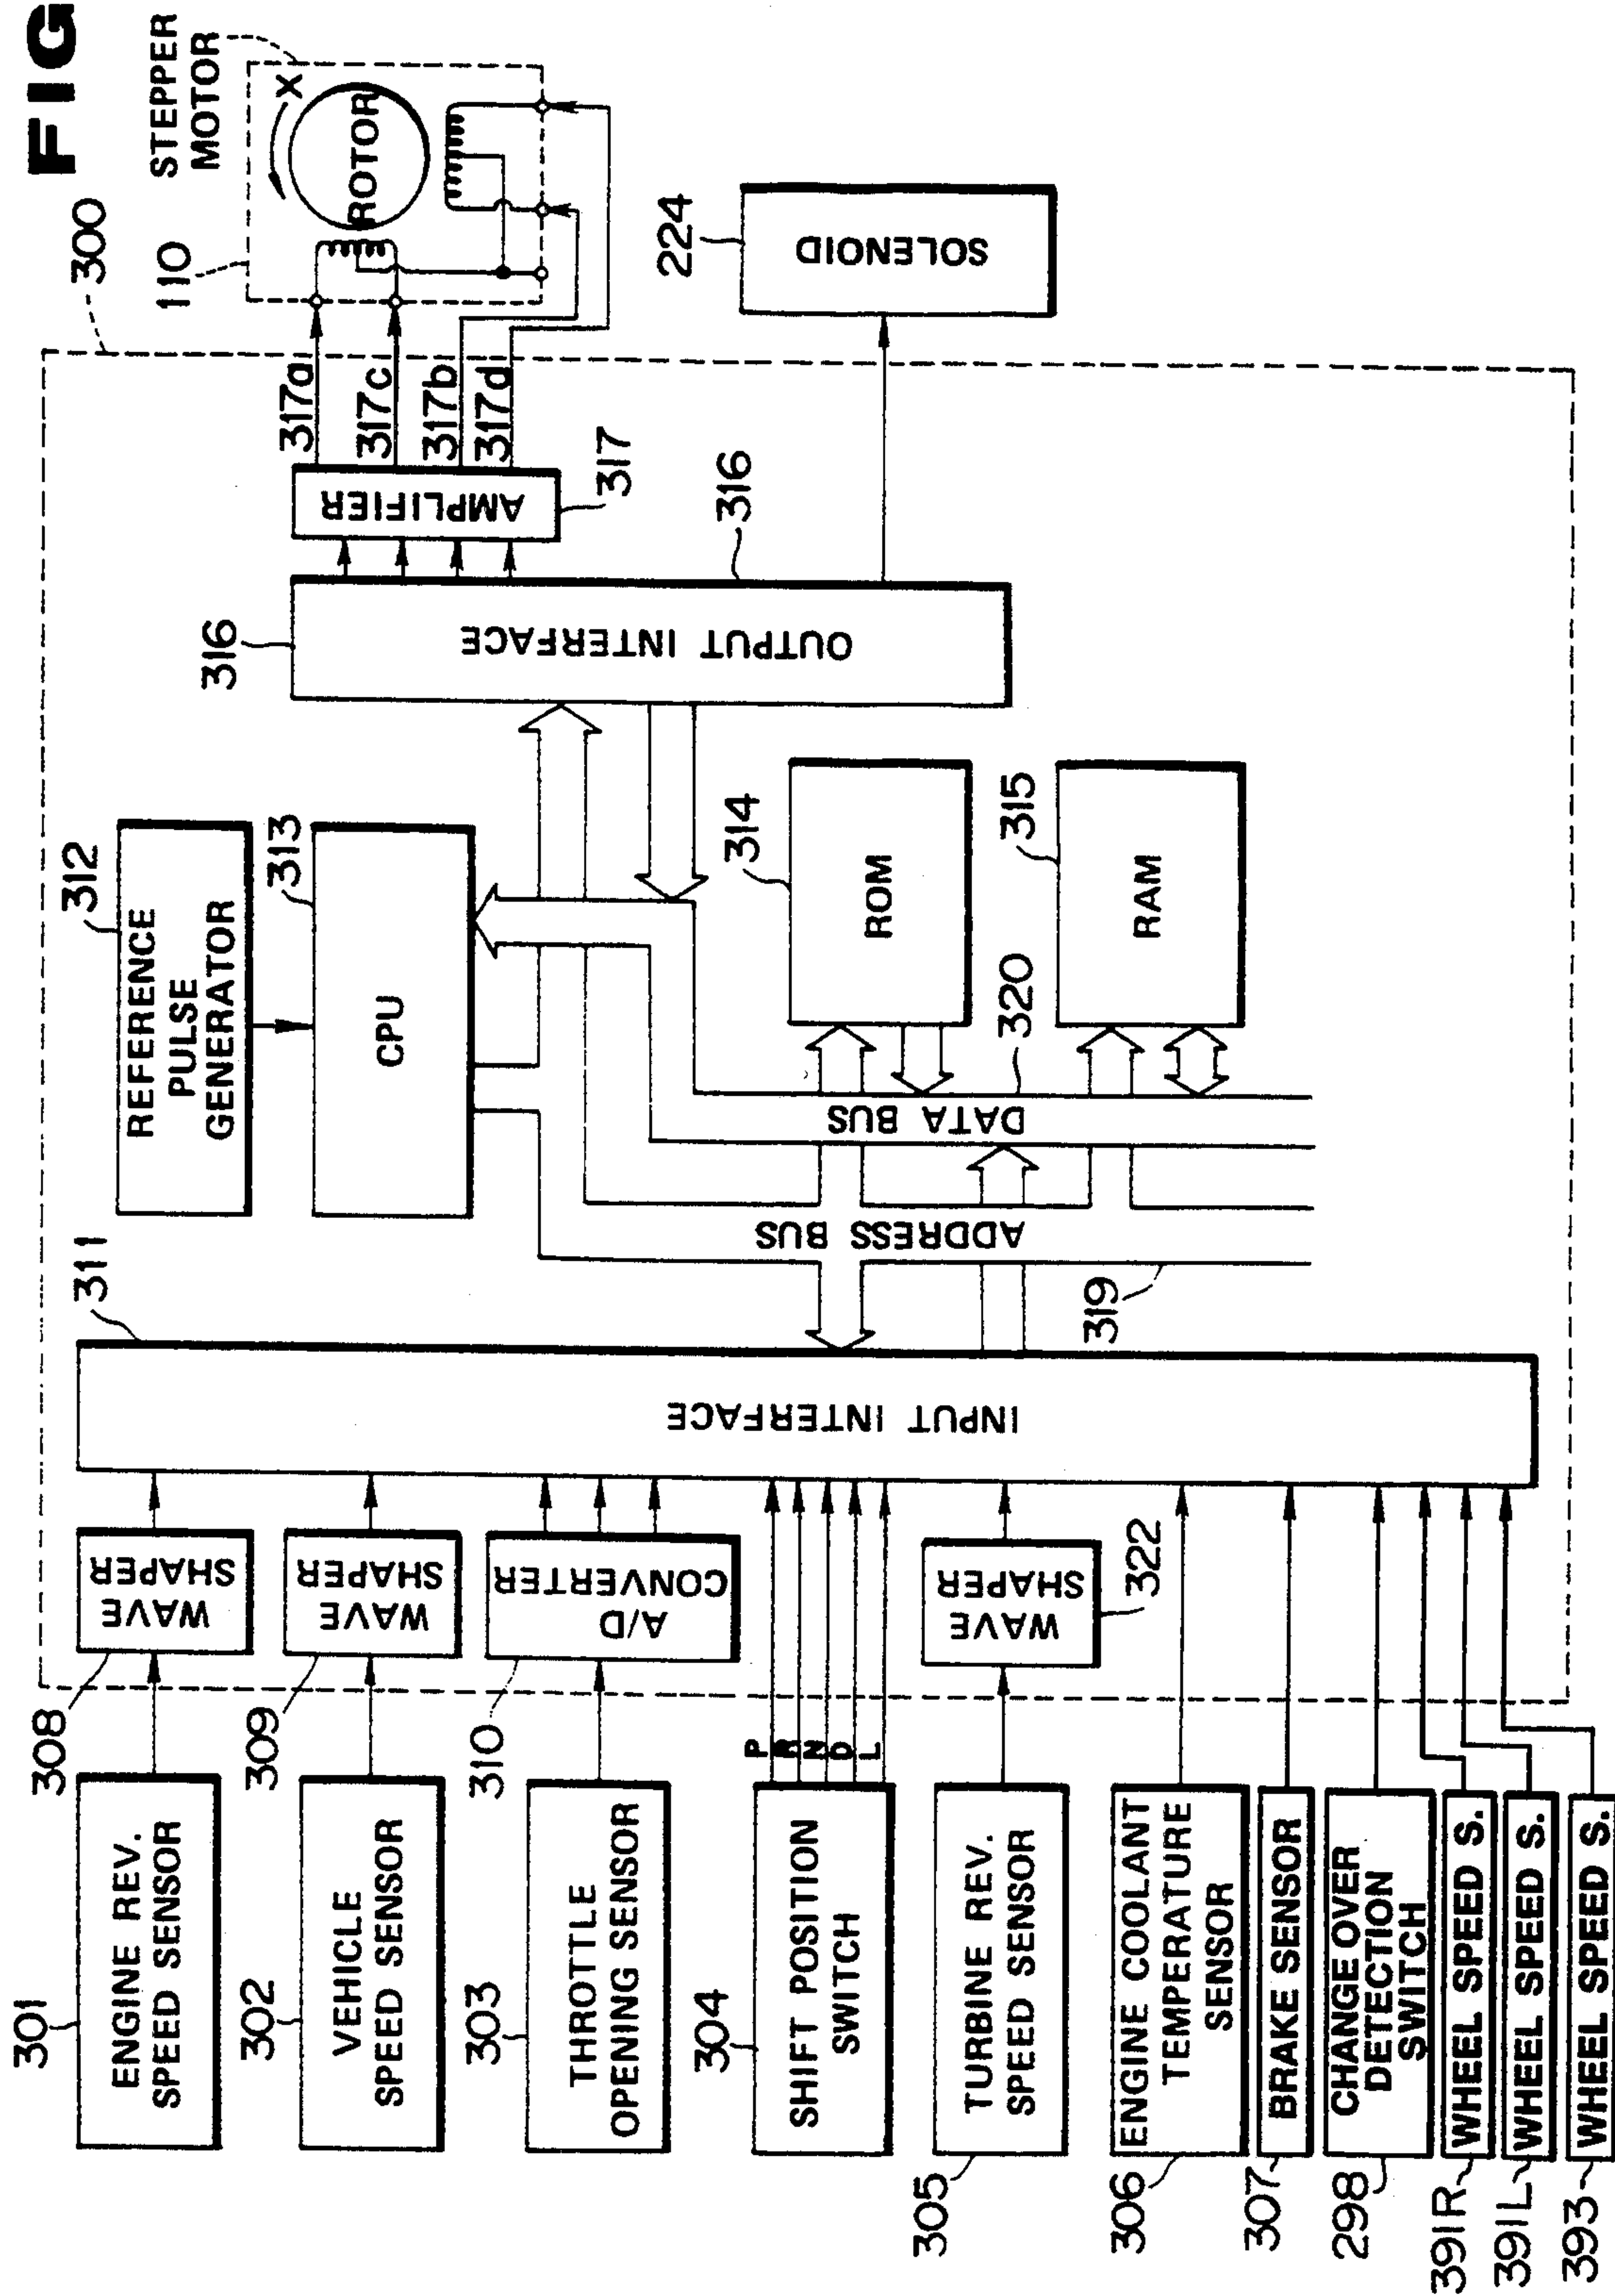 FIG
300
110
STEPPER
MOTOR
X
ROTOR
317a
317c
317b
317d
AMPLIFIER
317
224
SOLENOID
316
316
OUTPUT INTERFACE
312
REFERENCE
PULSE
GENERATOR
313
CPU
314
ROM
315
RAM
320
DATA BUS
ADDRESS BUS
319
311
INPUT INTERFACE
308
WAVE
SHAPER
309
WAVE
SHAPER
310
A/D
CONVERTER
P
R
N
D
L
WAVE
SHAPER
322
301
ENGINE REV.
SPEED SENSOR
302
VEHICLE
SPEED SENSOR
303
THROTTLE
OPENING SENSOR
304
SHIFT POSITION
SWITCH
305
TURBINE REV.
SPEED SENSOR
306
ENGINE COOLANT
TEMPERATURE
SENSOR
307
BRAKE SENSOR
298
CHANGE OVER
DETECTION
SWITCH
391R
WHEEL SPEED S.
391L
WHEEL SPEED S.
393
WHEEL SPEED S.